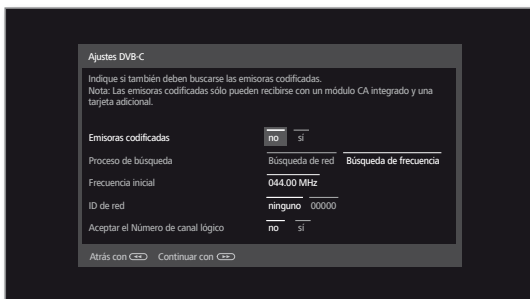 Ajustes DVB-C
Indique si también deben buscarse las emisoras codificadas.
Nota: Las emisoras codificadas sólo pueden recibirse con un módulo CA integrado y una
tarjeta adicional.
Emisoras codificadas no sí
Proceso de búsqueda Búsqueda de red Búsqueda de frecuencia
Frecuencia inicial 044.00 MHz
ID de red ninguno 00000
Aceptar el Número de canal lógico no sí
Atrás con Continuar con